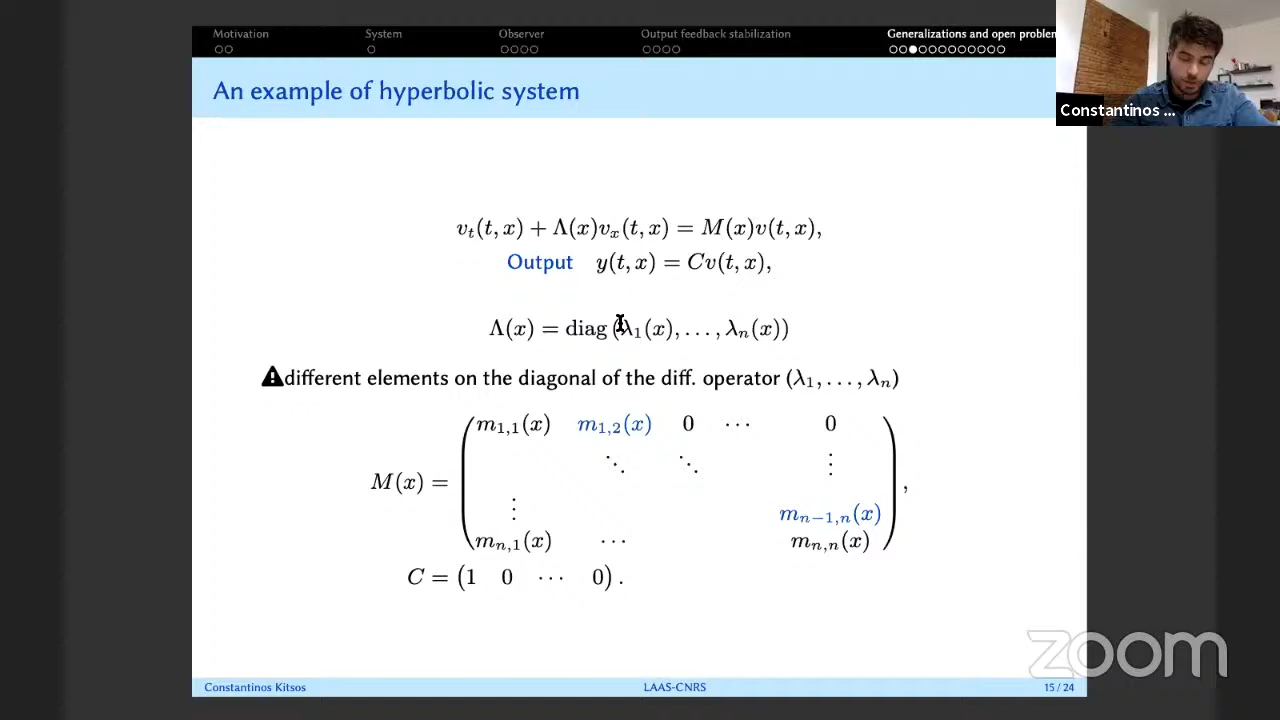 Motivation System Observer Output feedback stabilization Generalizations and open problem
An example of hyperbolic system
Constantinos ...
v_t(t, x) + Λ(x)v_x(t, x) = M(x)v(t, x),
Output y(t, x) = Cv(t, x),
Λ(x) = diag (λ_1(x), . . . , λ_n(x))
different elements on the diagonal of the diff. operator (λ_1, . . . , λ_n)
m_{1,1}(x) m_{1,2}(x) 0 ⋯ 0
⋱ ⋱ ⋮
M(x) = ( ) ,
⋮ m_{n−1,n}(x)
m_{n,1}(x) ⋯ m_{n,n}(x)
C = (1 0 ⋯ 0) .
zoom
Constantinos Kitsos LAAS-CNRS 15 / 24